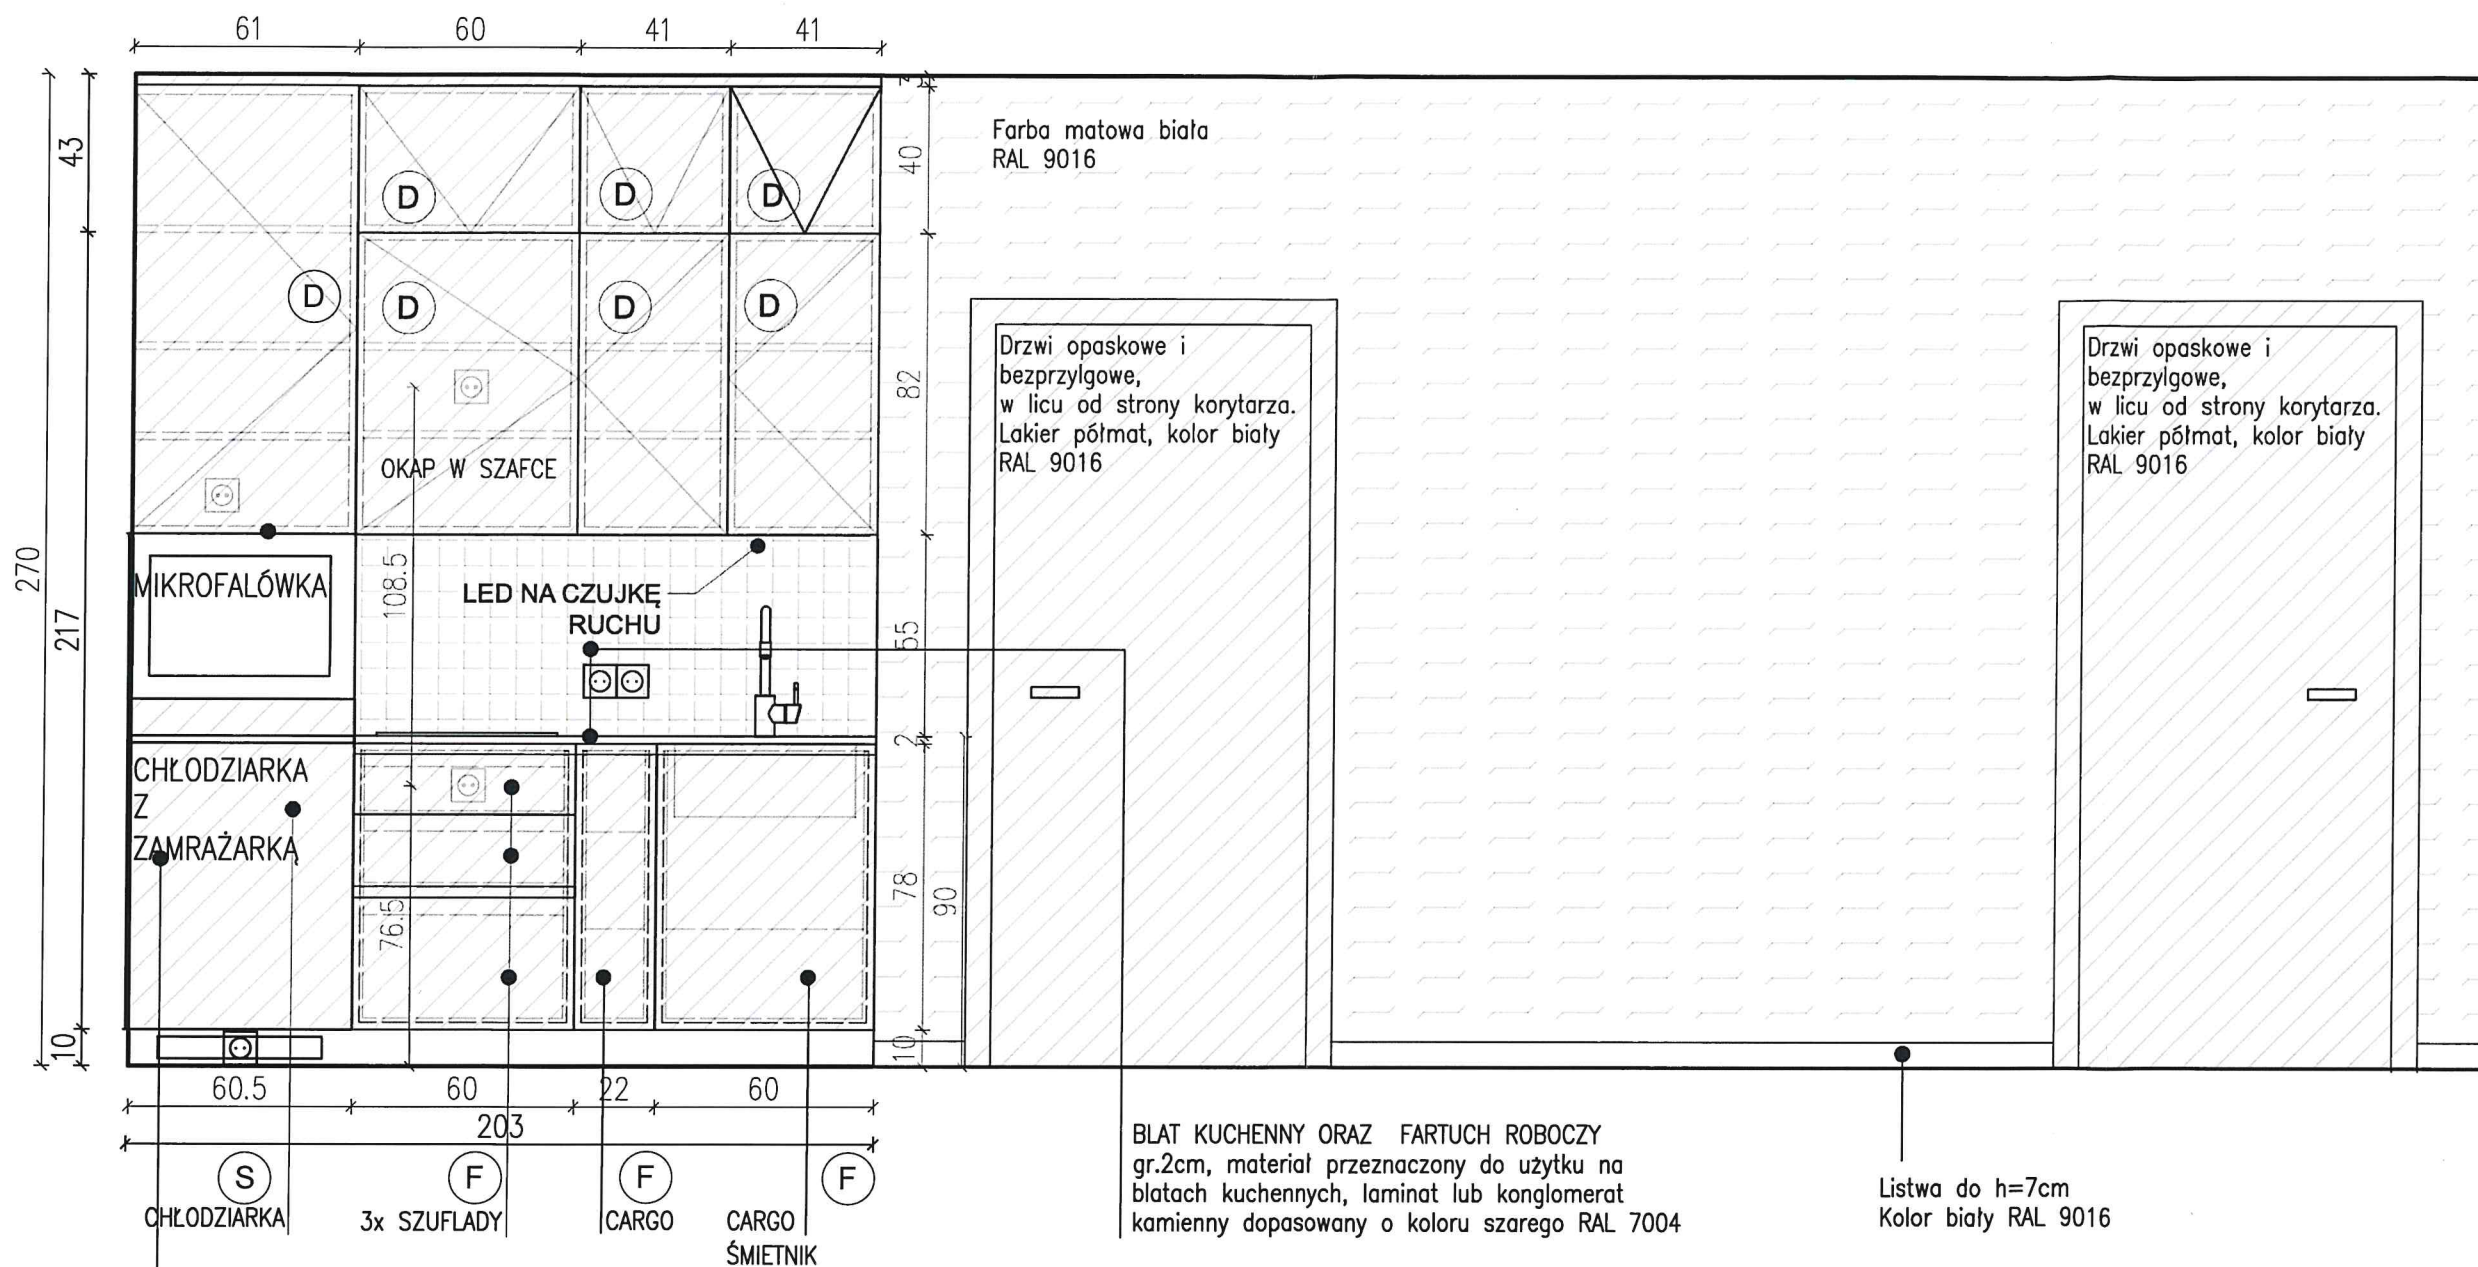 61
60
41
41
43
270
217
10
40
82
55
2
78
90
10
Farba matowa biała
RAL 9016
D
D
D
D
D
D
D
OKAP W SZAFCE
MIKROFALÓWKA
108.5
LED NA CZUJKĘ
RUCHU
CHŁODZIARKA
Z
ZAMRAŻARKĄ
76.5
Drzwi opaskowe i
bezprzylgowe,
w licu od strony korytarza.
Lakier półmat, kolor biały
RAL 9016
Drzwi opaskowe i
bezprzylgowe,
w licu od strony korytarza.
Lakier półmat, kolor biały
RAL 9016
60.5
60
22
60
203
S
F
F
F
CHŁODZIARKA
3x SZUFLADY
CARGO
CARGO
ŚMIETNIK
BLAT KUCHENNY ORAZ FARTUCH ROBOCZY
gr.2cm, materiał przeznaczony do użytku na
blatach kuchennych, laminat lub konglomerat
kamienny dopasowany o koloru szarego RAL 7004
Listwa do h=7cm
Kolor biały RAL 9016